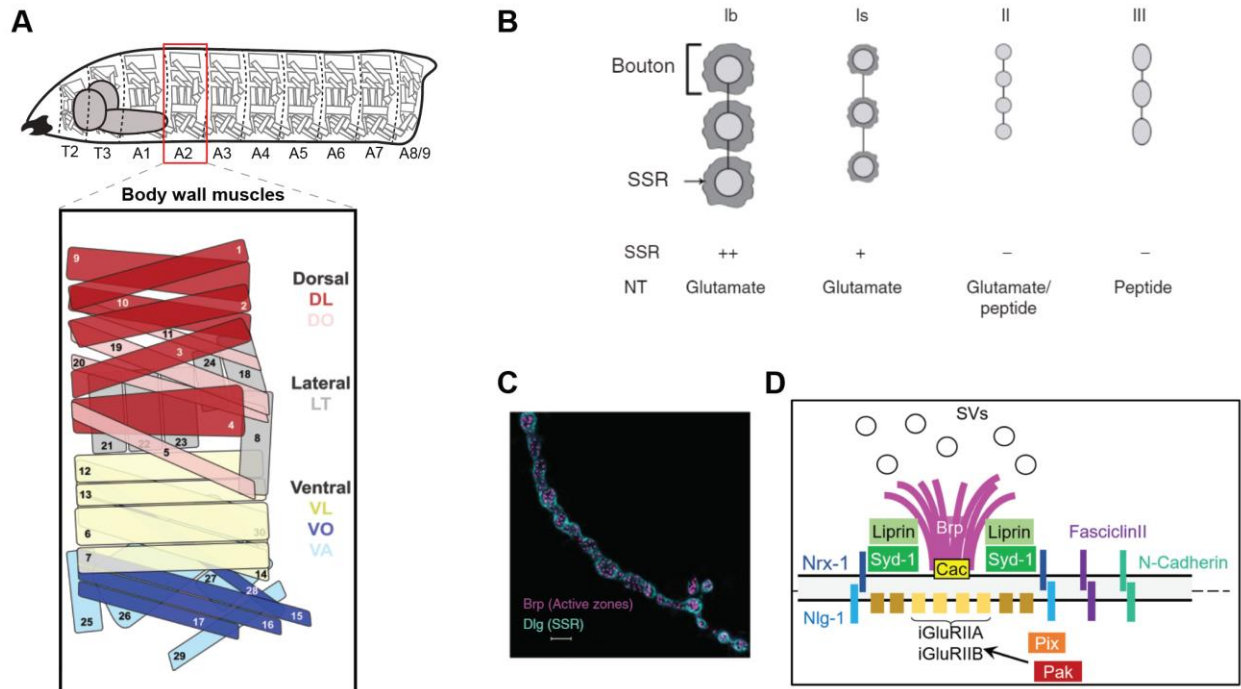 A
T2 T3 A1 A2 A3 A4 A5 A6 A7 A8/9
Body wall muscles
9
1
10
2
11
19
3
20
24
18
4
21
22
23
5
8
12
13
6
30
7
14
27
28
15
25
26
17
16
29
Dorsal
DL
DO
Lateral
LT
Ventral
VL
VO
VA
B
Ib Is II III
Bouton
SSR
SSR ++ + – –
NT Glutamate Glutamate Glutamate/ Peptide
peptide
C
Brp (Active zones)
Dlg (SSR)
D
SVs
Brp
Liprin Liprin
Syd-1 Syd-1
FasciclinII
Nrx-1
Cac
N-Cadherin
Nlg-1
iGluRIIA
iGluRIIB
Pix
Pak